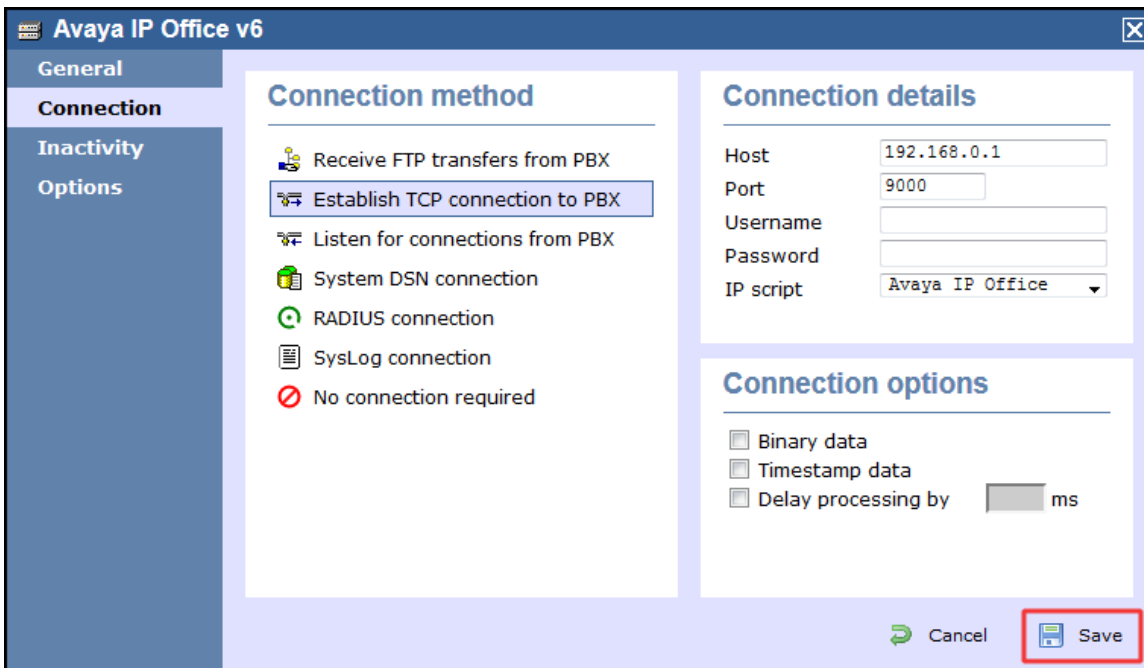 Avaya IP Office v6
General
Connection
Inactivity
Options
Connection method
Receive FTP transfers from PBX
Establish TCP connection to PBX
Listen for connections from PBX
System DSN connection
RADIUS connection
SysLog connection
No connection required
Connection details
Host 192.168.0.1
Port 9000
Username
Password
IP script Avaya IP Office
Connection options
Binary data
Timestamp data
Delay processing by ms
Cancel Save